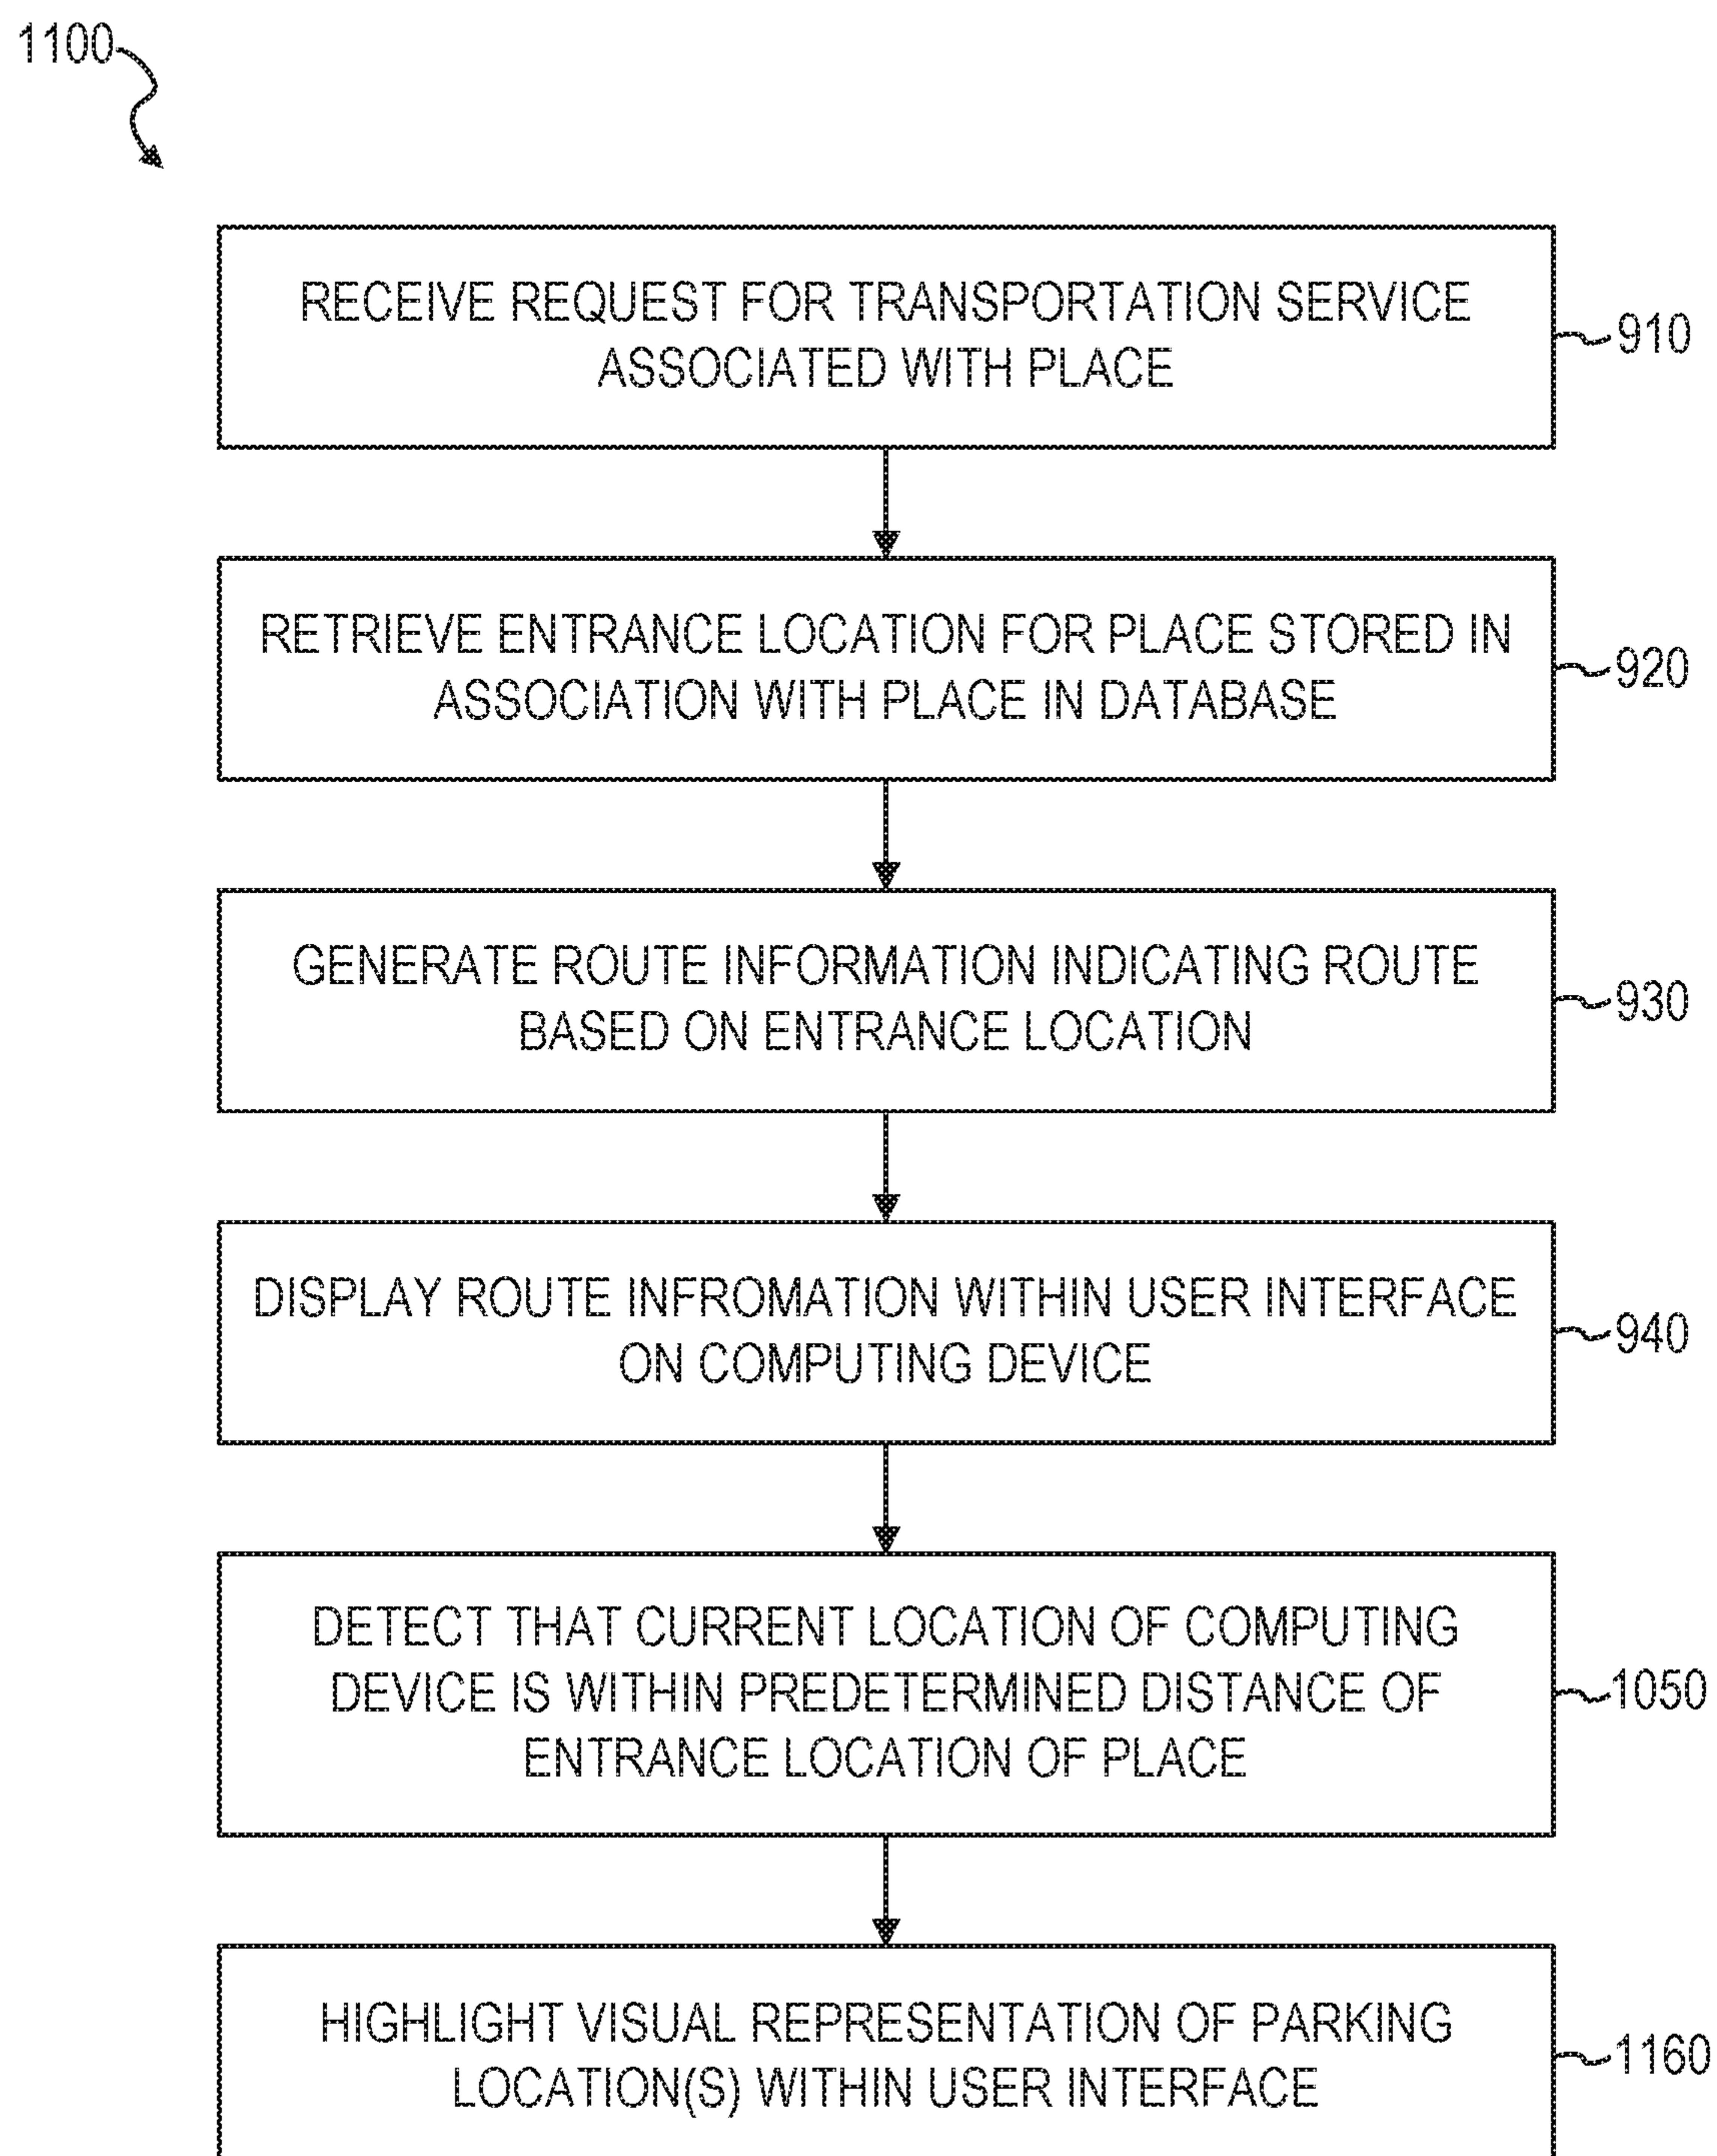 1100
RECEIVE REQUEST FOR TRANSPORTATION SERVICE
ASSOCIATED WITH PLACE
910
RETRIEVE ENTRANCE LOCATION FOR PLACE STORED IN
ASSOCIATION WITH PLACE IN DATABASE
920
GENERATE ROUTE INFORMATION INDICATING ROUTE
BASED ON ENTRANCE LOCATION
930
DISPLAY ROUTE INFROMATION WITHIN USER INTERFACE
ON COMPUTING DEVICE
940
DETECT THAT CURRENT LOCATION OF COMPUTING
DEVICE IS WITHIN PREDETERMINED DISTANCE OF
ENTRANCE LOCATION OF PLACE
1050
HIGHLIGHT VISUAL REPRESENTATION OF PARKING
LOCATION(S) WITHIN USER INTERFACE
1160